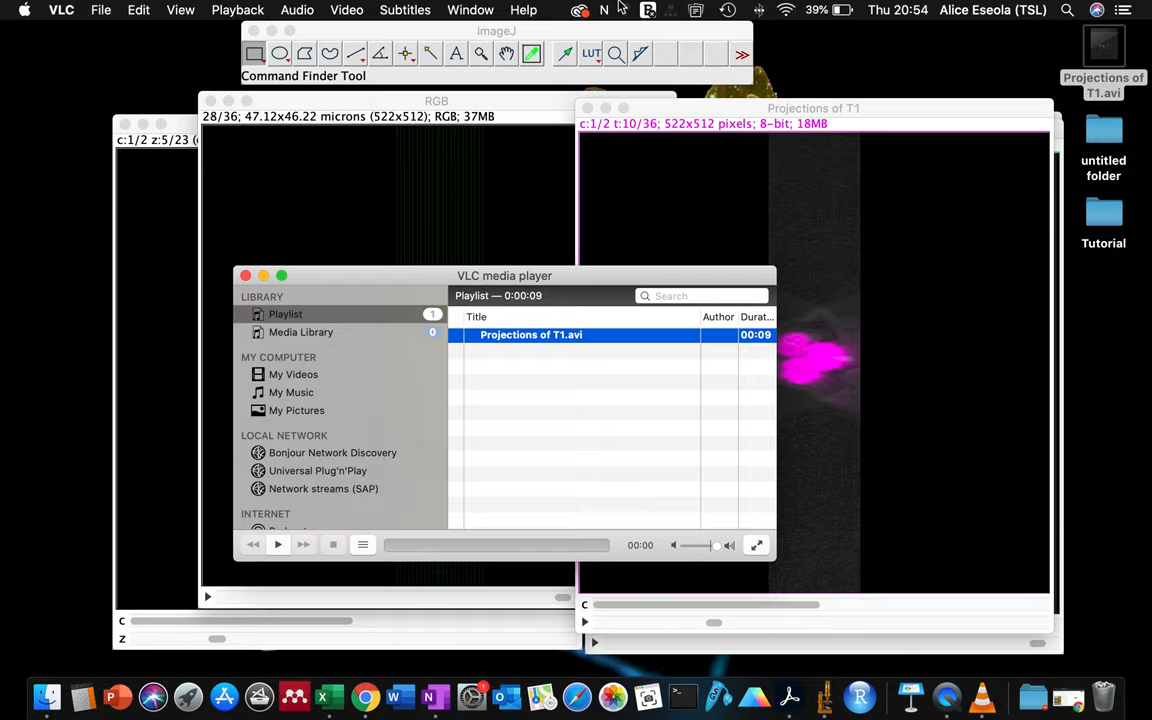 VLC File Edit View Playback Audio Video Subtitles Window Help
39% Thu 20:54 Alice Eseola (TSL)
ImageJ
LUT
Command Finder Tool
Projections of T1.avi
untitled folder
Tutorial
RGB
28/36; 47.12x46.22 microns (522x512); RGB; 37MB
c:1/2 z:5/23 (
Projections of T1
c:1/2 t:10/36; 522x512 pixels; 8-bit; 18MB
VLC media player
LIBRARY
Playlist 1
Media Library 0
MY COMPUTER
My Videos
My Music
My Pictures
LOCAL NETWORK
Bonjour Network Discovery
Universal Plug'n'Play
Network streams (SAP)
INTERNET
Playlist — 0:00:09
Search
Title Author Durat...
Projections of T1.avi 00:09
00:00
C
C
Z